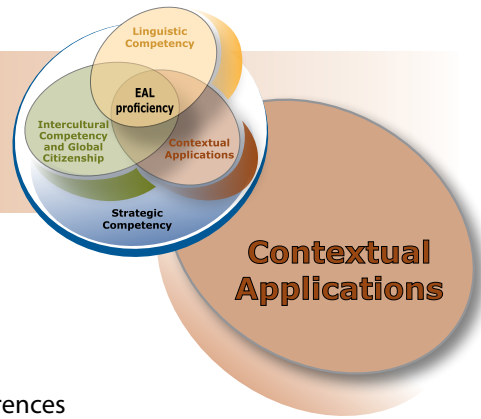 Linguistic
Competency
EAL
proficiency
Intercultural
Competency
and Global
Citizenship
Contextual
Applications
Strategic
Competency
Contextual
Applications